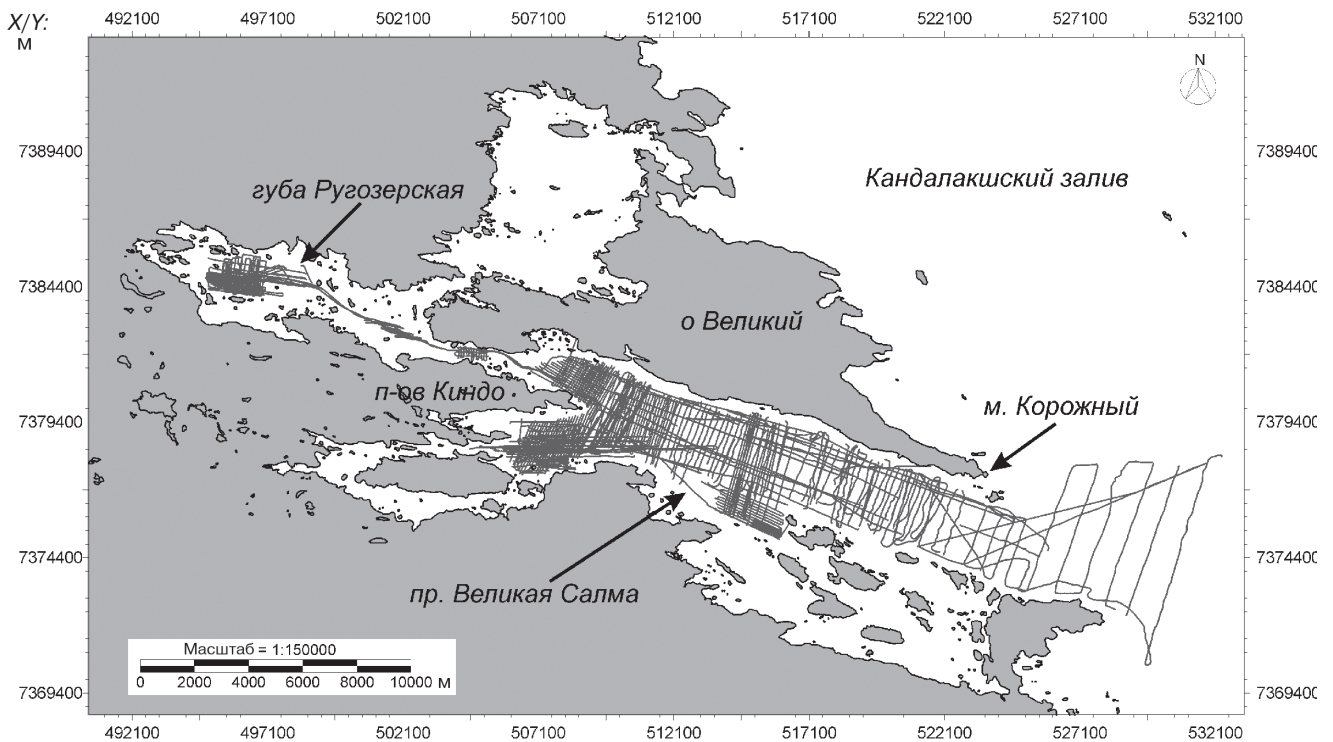 X/Y:
м
492100 497100 502100 507100 512100 517100 522100 527100 532100
N
7389400 7389400
Кандалакшский залив
губа Ругозерская
7384400 7384400
о Великий
п-ов Киндо
м. Корожный
7379400 7379400
7374400 7374400
пр. Великая Салма
Масштаб = 1:150000
0 2000 4000 6000 8000 10000 м
7369400 7369400
492100 497100 502100 507100 512100 517100 522100 527100 532100